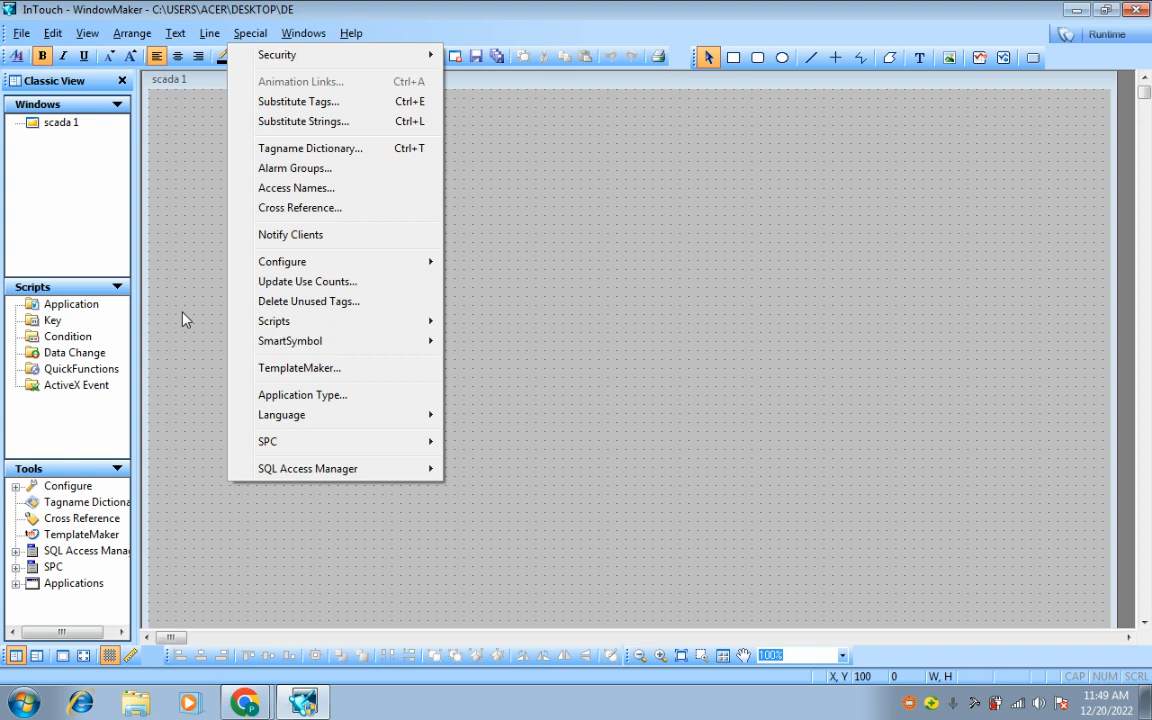 InTouch - WindowMaker - C:\USERS\ACER\DESKTOP\DE
File Edit View Arrange Text Line Special Windows Help
Runtime
B I U A A T
Classic View
Windows
scada 1
Scripts
Application
Key
Condition
Data Change
QuickFunctions
ActiveX Event
Tools
Configure
Tagname Dictiona
Cross Reference
TemplateMaker
SQL Access Mana
SPC
Applications
scada 1
Security
Animation Links... Ctrl+A
Substitute Tags... Ctrl+E
Substitute Strings... Ctrl+L
Tagname Dictionary... Ctrl+T
Alarm Groups...
Access Names...
Cross Reference...
Notify Clients
Configure
Update Use Counts...
Delete Unused Tags...
Scripts
SmartSymbol
TemplateMaker...
Application Type...
Language
SPC
SQL Access Manager
100%
X, Y 100 0 W, H CAP NUM SCRL
11:49 AM
12/20/2022